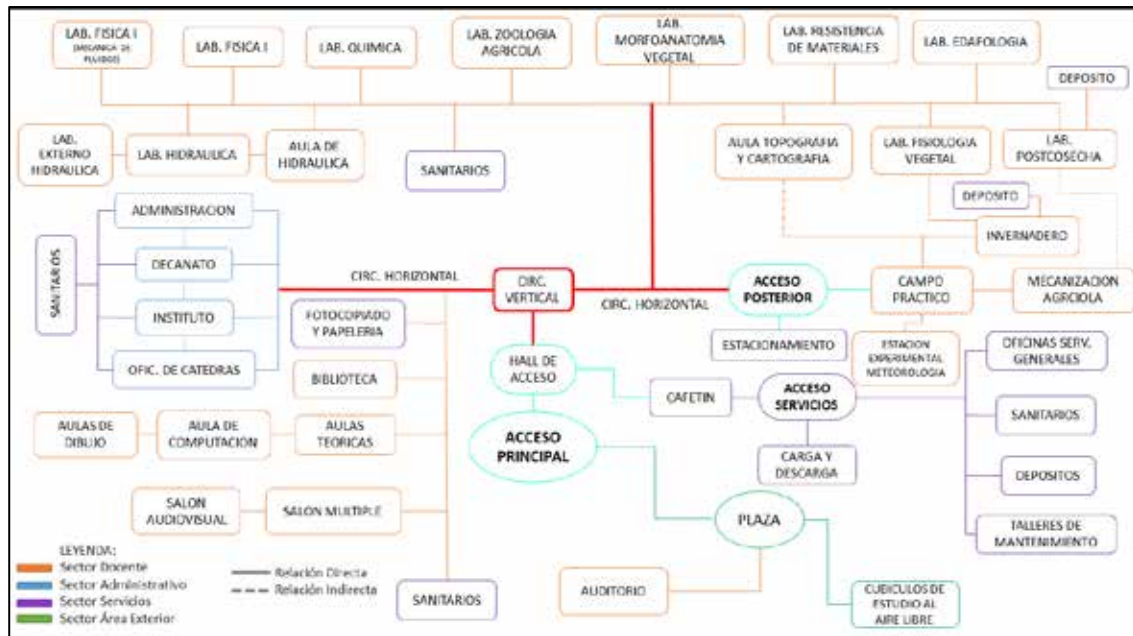 LAB. FISICA I
(MECANICA DE
FLUIDOS)
LAB. FISICA I
LAB. QUIMICA
LAB. ZOOLOGIA
AGRICOLA
LAB.
MORFOANATOMIA
VEGETAL
LAB. RESISTENCIA
DE MATERIALES
LAB. EDAFOLOGIA
DEPOSITO
LAB.
EXTERNO
HIDRAULICA
LAB. HIDRAULICA
AULA DE
HIDRAULICA
SANITARIOS
AULA TOPOGRAFIA
Y CARTOGRAFIA
LAB. FISIOLOGIA
VEGETAL
LAB.
POSTCOSECHA
DEPOSITO
INVERNADERO
SANITARIOS
ADMINISTRACION
DECANATO
INSTITUTO
OFIC. DE CATEDRAS
CIRC. HORIZONTAL
CIRC.
VERTICAL
CIRC. HORIZONTAL
ACCESO
POSTERIOR
CAMPO
PRACTICO
MECANIZACION
AGRCIOLA
FOTOCOPIADO
Y PAPELERIA
ESTACIONAMIENTO
ESTACION
EXPERIMENTAL
METEOROLOGIA
OFICINAS SERV.
GENERALES
HALL DE
ACCESO
BIBLIOTECA
CAFETIN
ACCESO
SERVICIOS
SANITARIOS
AULAS DE
DIBUJO
AULA DE
COMPUTACION
AULAS
TEORICAS
ACCESO
PRINCIPAL
CARGA Y
DESCARGA
DEPOSITOS
SALON
AUDIOVISUAL
SALON MULTIPLE
PLAZA
TALLERES DE
MANTENIMIENTO
LEYENDA:
Sector Docente
Sector Administrativo
Sector Servicios
Sector Área Exterior
Relación Directa
Relación Indirecta
SANITARIOS
AUDITORIO
CUBICULOS DE
ESTUDIO AL
AIRE LIBRE